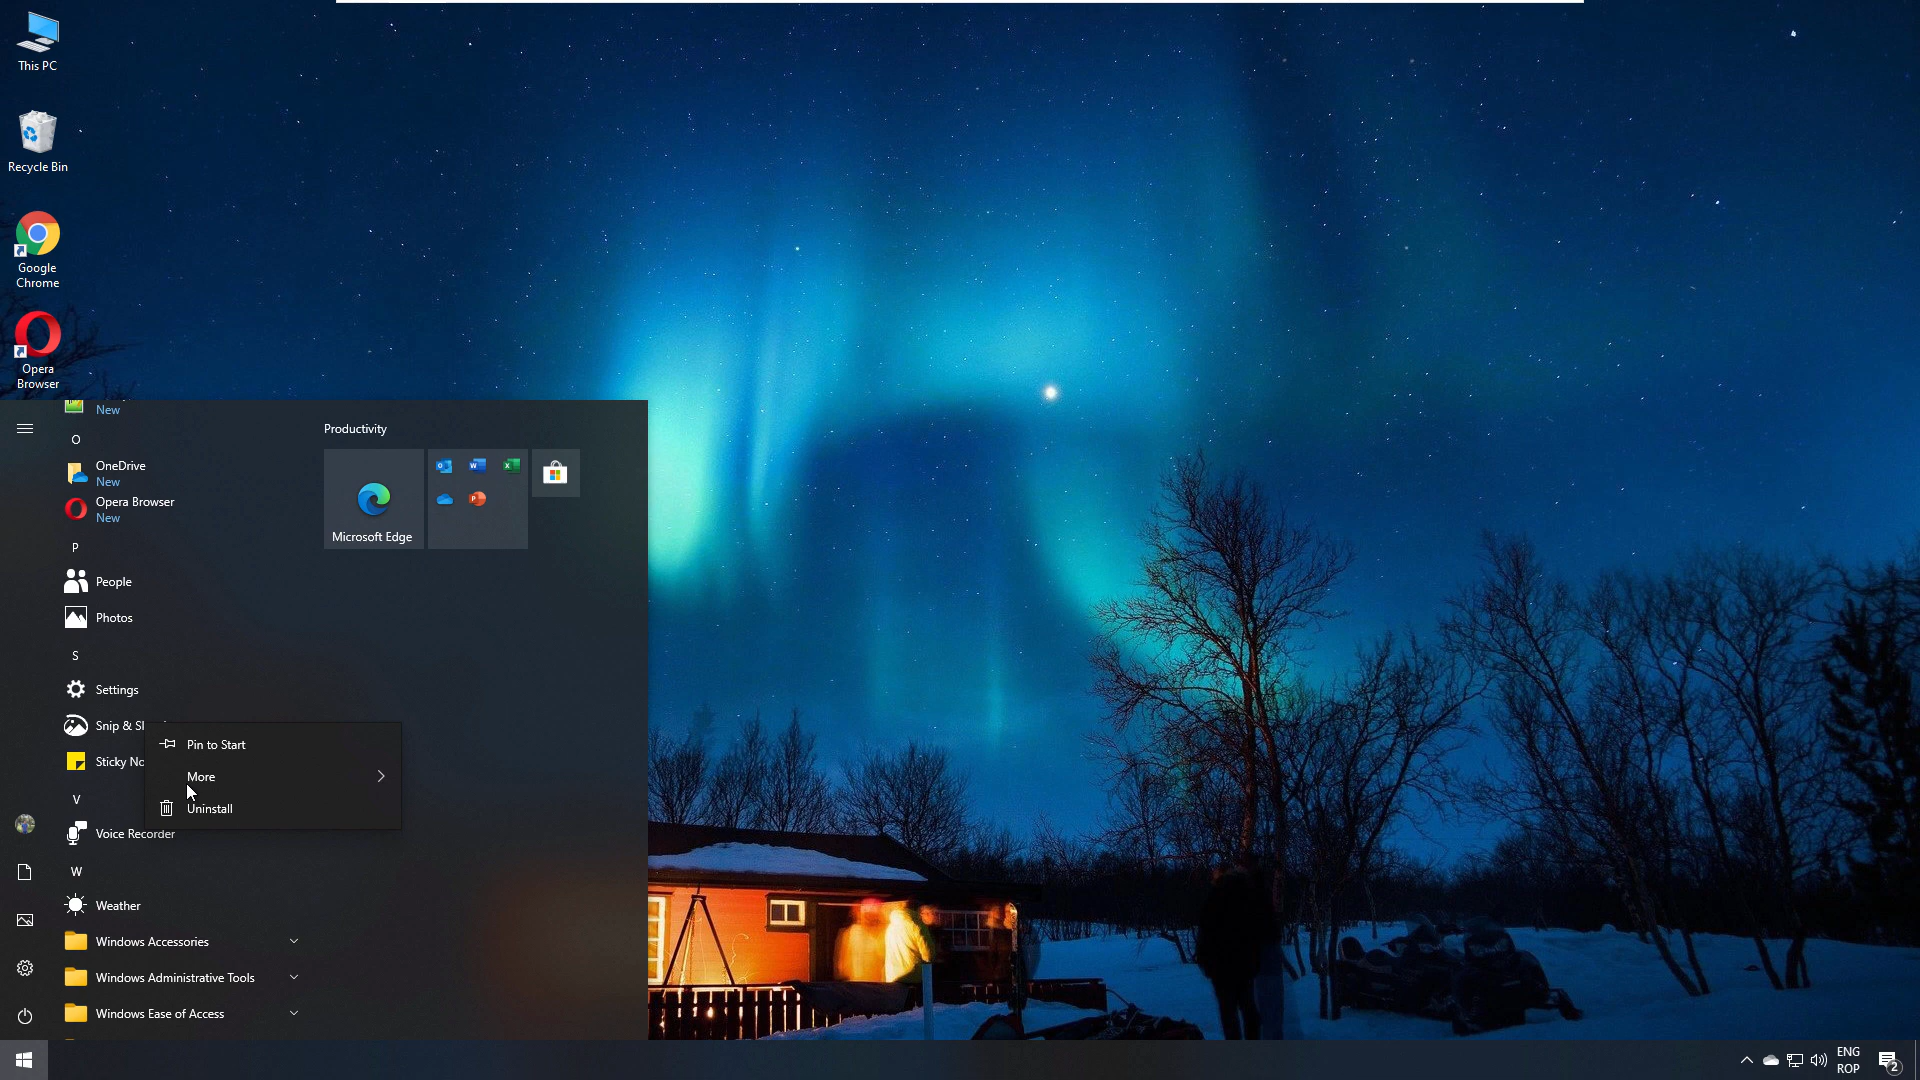 This PC
Recycle Bin
Google
Chrome
Opera
Browser
New
O
OneDrive
New
Opera Browser
New
P
People
Photos
S
Settings
Snip &
Sticky
V
Voice Recorder
W
Weather
Windows Accessories
Windows Administrative Tools
Windows Ease of Access
Pin to Start
More
Uninstall
Productivity
Microsoft Edge
ENG
ROP
2